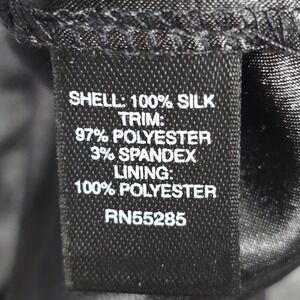 SHELL: 100% SILK
TRIM:
97% POLYESTER
3% SPANDEX
LINING:
100% POLYESTER
RN55285